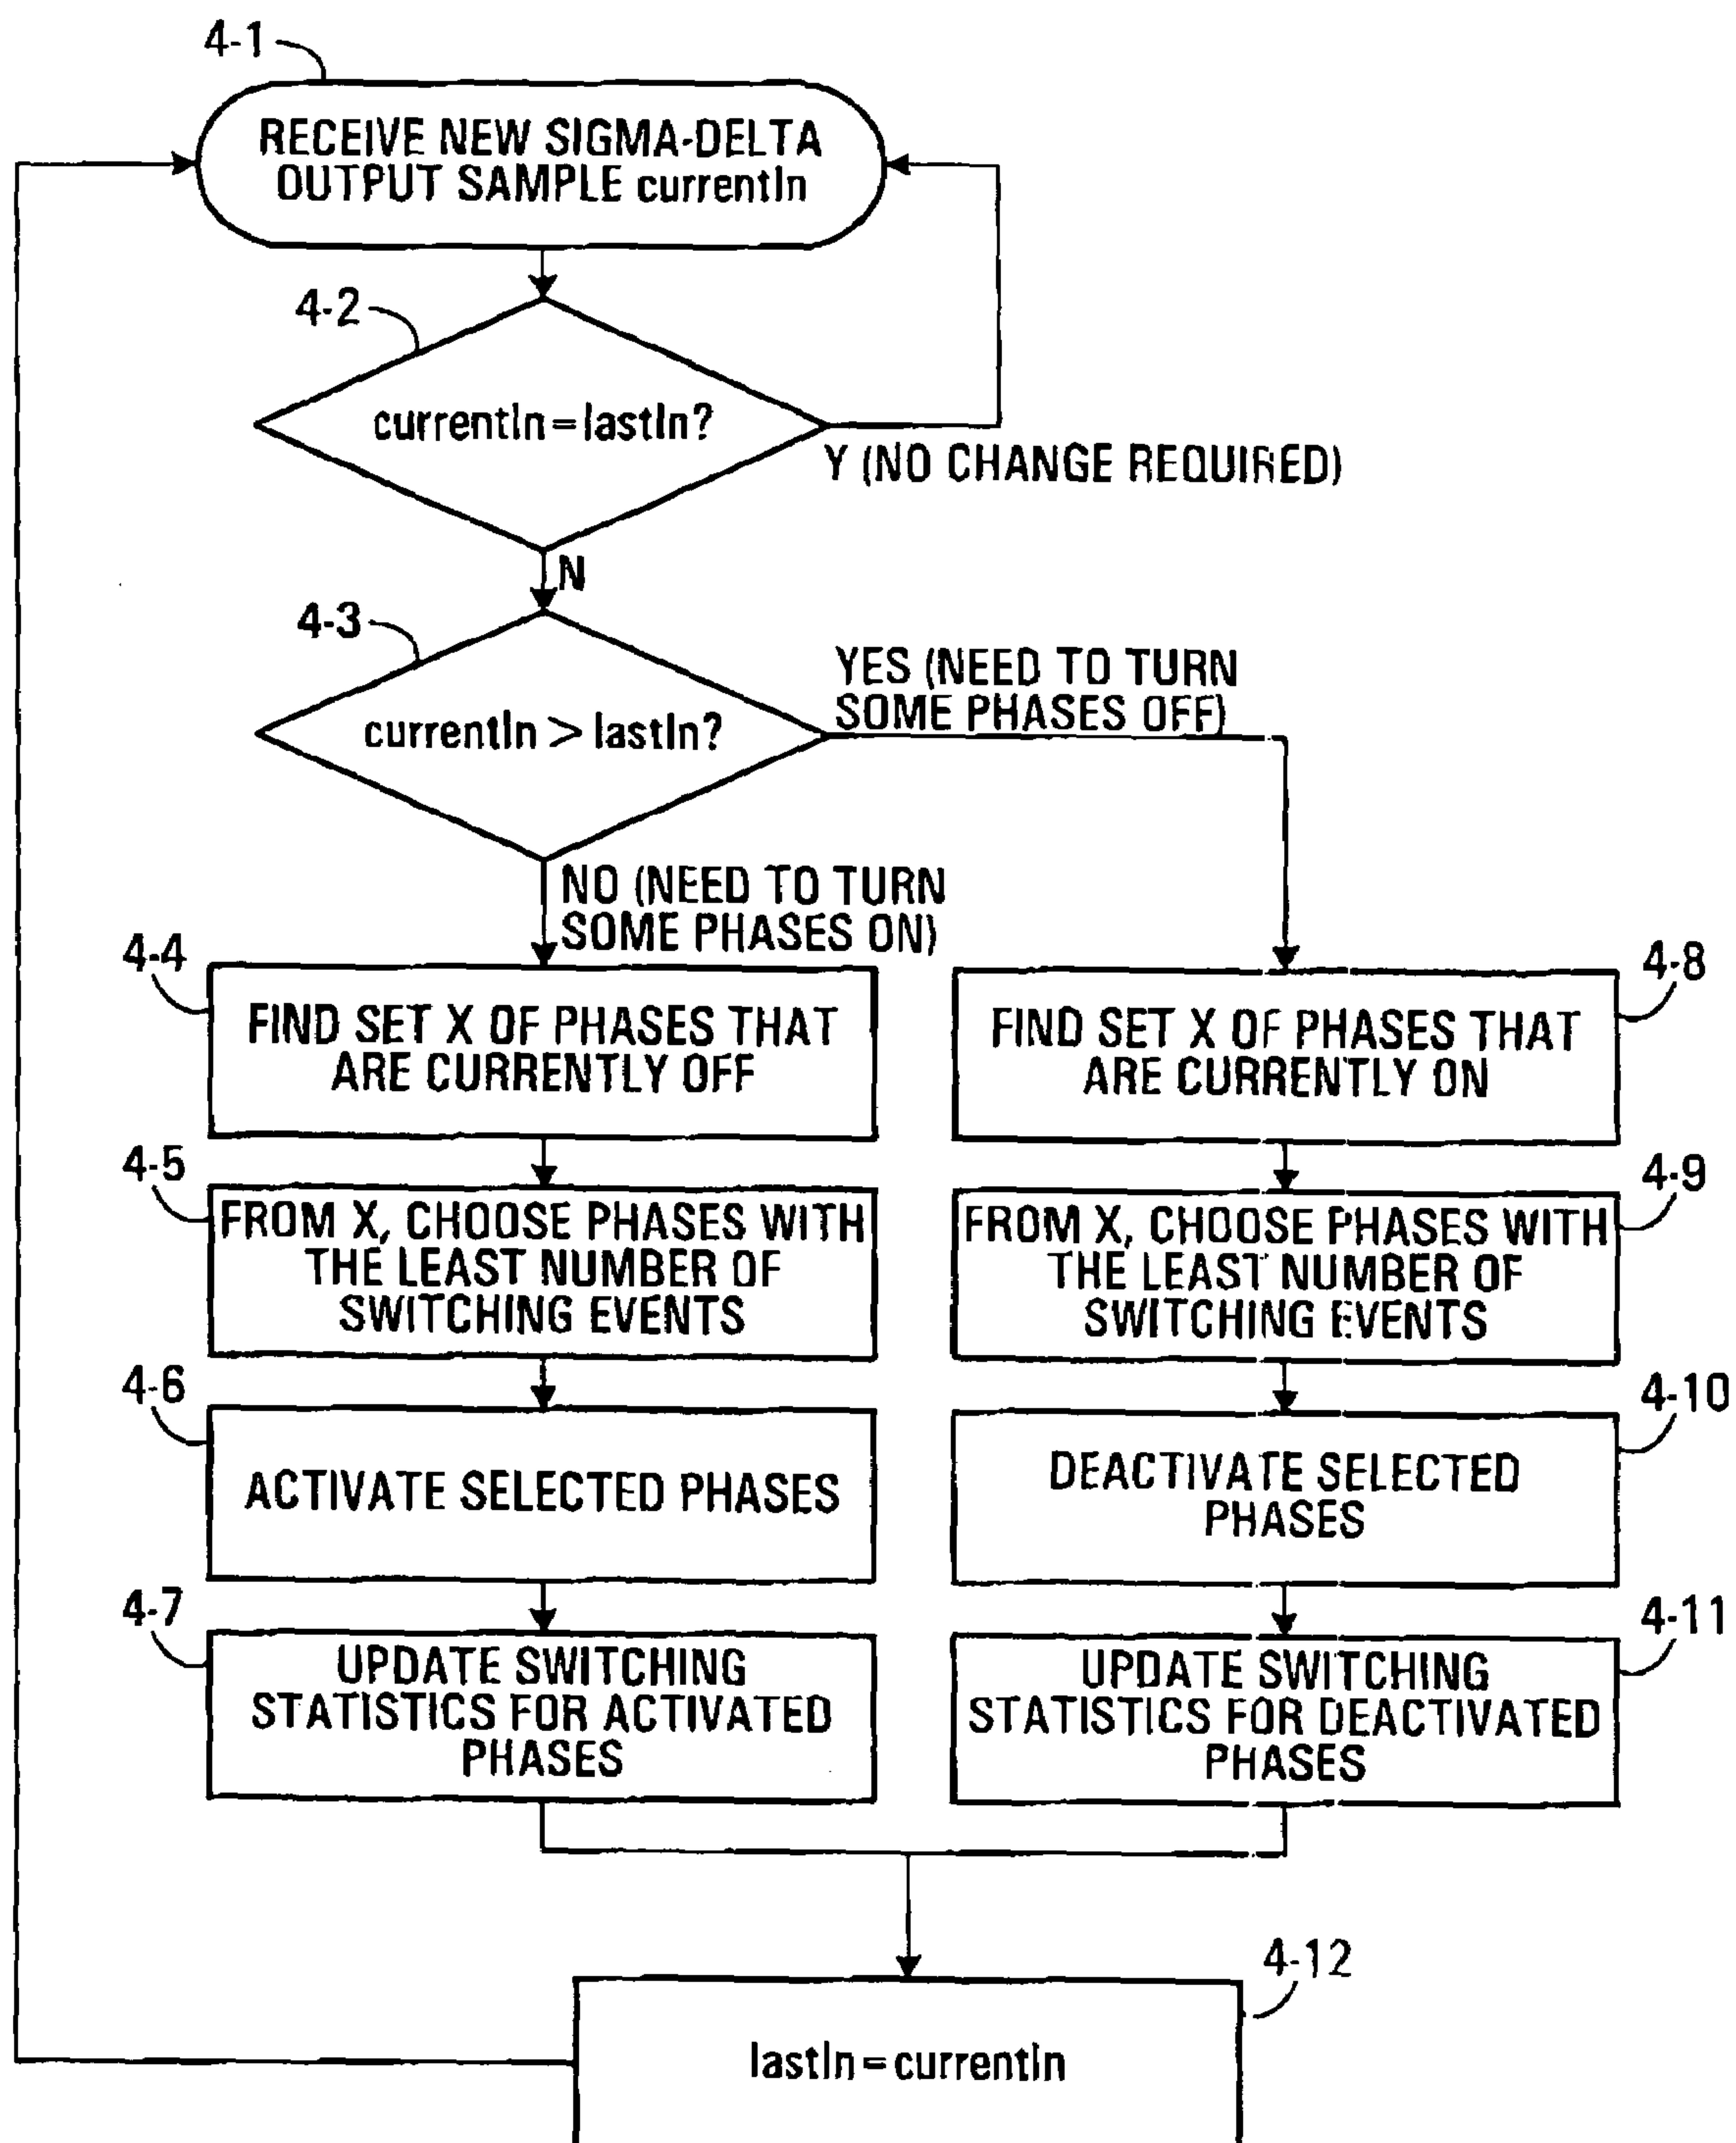 4-1
RECEIVE NEW SIGMA-DELTA
OUTPUT SAMPLE currentIn
4-2
currentIn=lastIn?
Y (NO CHANGE REQUIRED)
N
4-3
currentIn > lastIn?
YES (NEED TO TURN
SOME PHASES OFF)
NO (NEED TO TURN
SOME PHASES ON)
4-4
FIND SET X OF PHASES THAT
ARE CURRENTLY OFF
4-8
FIND SET X OF PHASES THAT
ARE CURRENTLY ON
4-5
FROM X, CHOOSE PHASES WITH
THE LEAST NUMBER OF
SWITCHING EVENTS
4-9
FROM X, CHOOSE PHASES WITH
THE LEAST NUMBER OF
SWITCHING EVENTS
4-6
ACTIVATE SELECTED PHASES
4-10
DEACTIVATE SELECTED
PHASES
4-7
UPDATE SWITCHING
STATISTICS FOR ACTIVATED
PHASES
4-11
UPDATE SWITCHING
STATISTICS FOR DEACTIVATED
PHASES
4-12
lastIn=currentIn